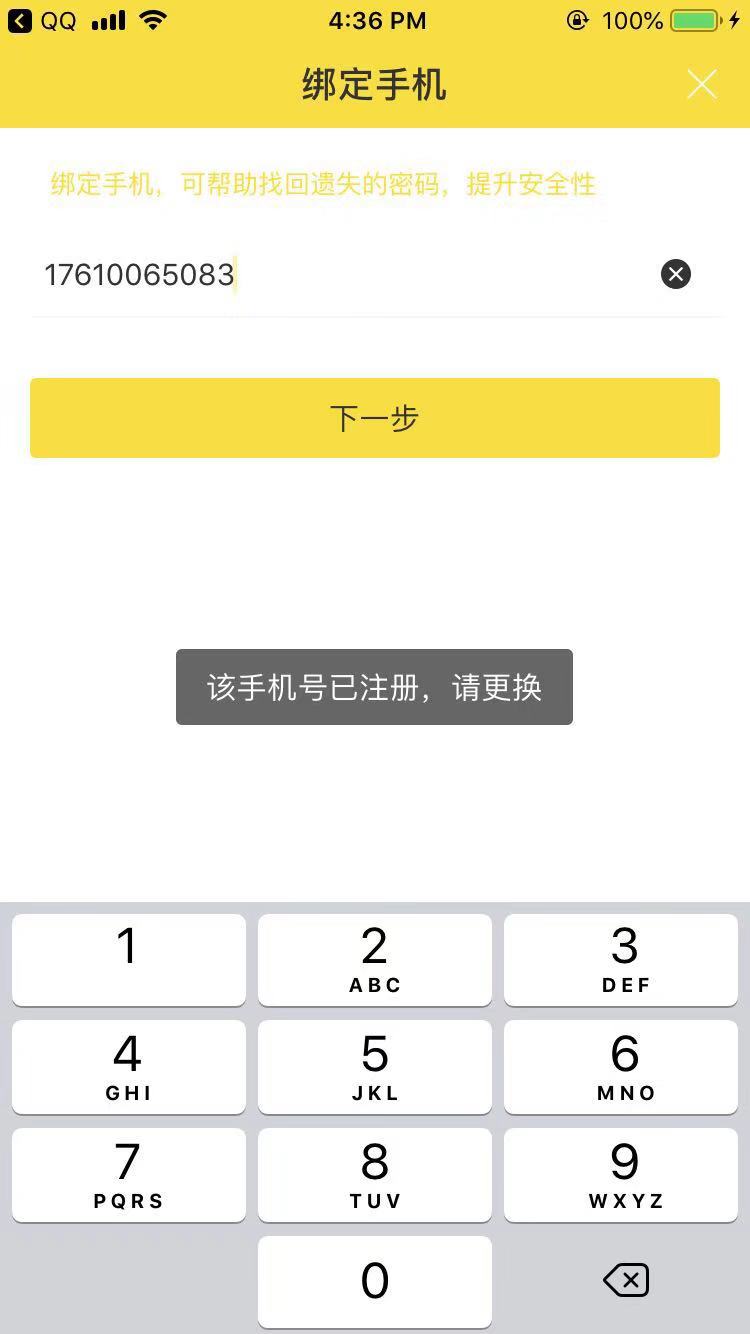 QQ 4:36 PM 100%
绑定手机
绑定手机，可帮助找回遗失的密码，提升安全性
17610065083
下一步
该手机号已注册，请更换
1 2 3
ABC DEF
4 5 6
GHI JKL MNO
7 8 9
PQRS TUV WXYZ
0